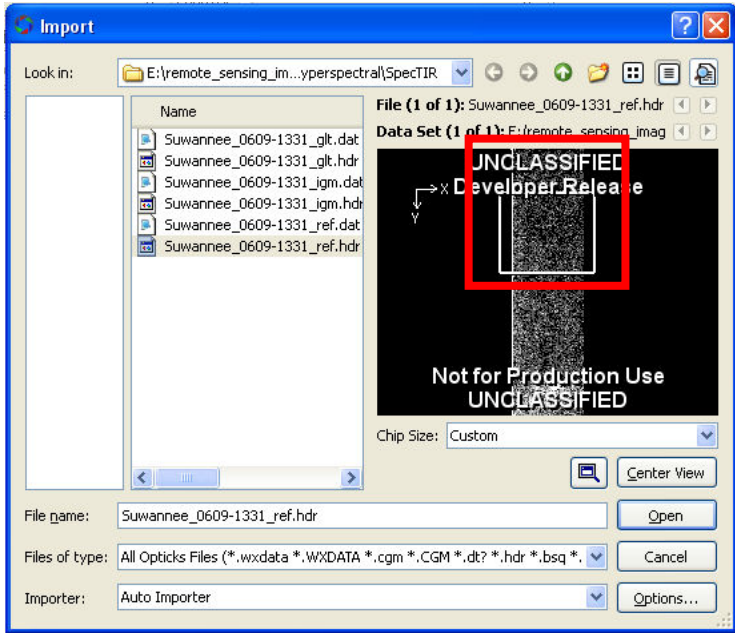 Import
Look in: E:\remote_sensing_im...yperspectral\SpecTIR
Name
Suwannee_0609-1331_glt.dat
Suwannee_0609-1331_glt.hdr
Suwannee_0609-1331_igm.dat
Suwannee_0609-1331_igm.hdr
Suwannee_0609-1331_ref.dat
Suwannee_0609-1331_ref.hdr
File (1 of 1): Suwannee_0609-1331_ref.hdr
Data Set (1 of 1): E:/remote_sensing_imag
UNCLASSIFIED
X Developer Release
Y
Not for Production Use
UNCLASSIFIED
Chip Size: Custom
Center View
File name: Suwannee_0609-1331_ref.hdr Open
Files of type: All Opticks Files (*.wxdata *.WXDATA *.cgm *.CGM *.dt? *.hdr *.bsq *. Cancel
Importer: Auto Importer Options...